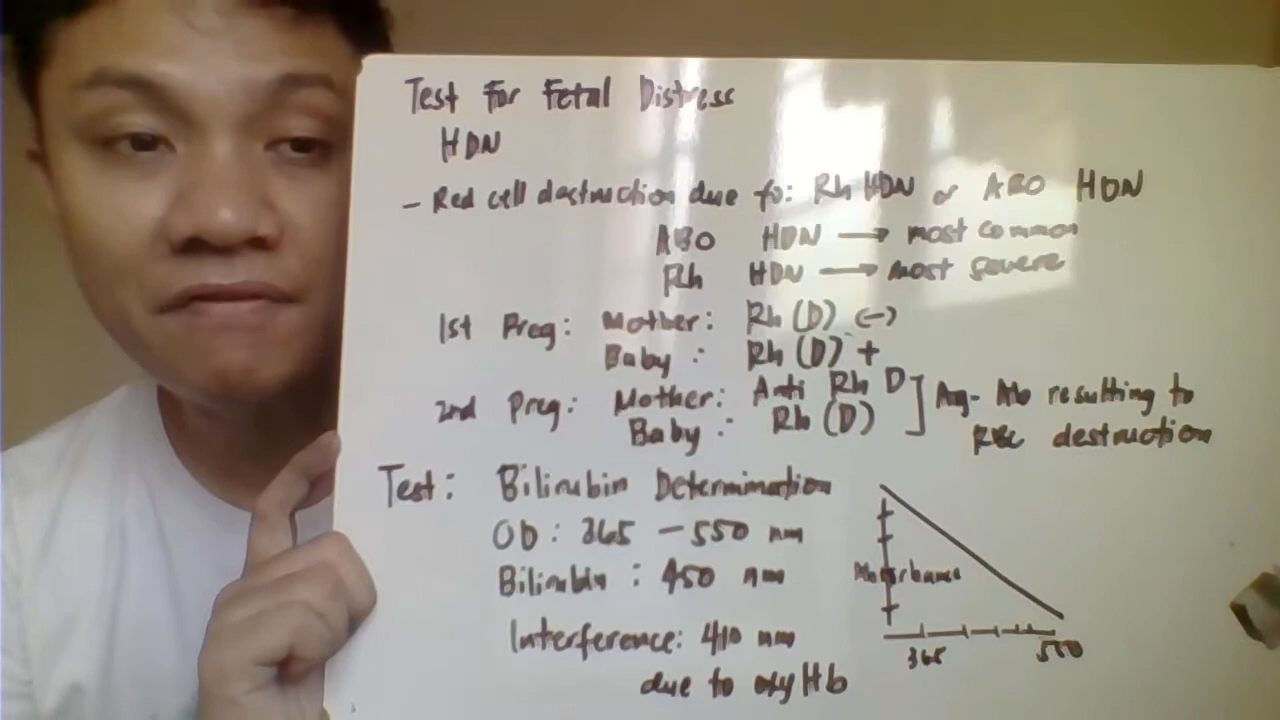 Test For Fetal Distress
HDN
- Red cell destruction due to: Rh HDN or ABO HDN
ABO HDN → most common
Rh HDN → most severe
1st Preg: Mother: Rh (D) (-)
Baby : Rh (D) +
2nd Preg: Mother: Anti Rh D ] Ag - Ab resulting to
Baby : Rh (D) RBC destruction
Test: Bilirubin Determination
OD : 365 - 550 nm
Bilirubin : 450 nm
Absorbance
Interference: 410 nm
365 550
due to oxy Hb